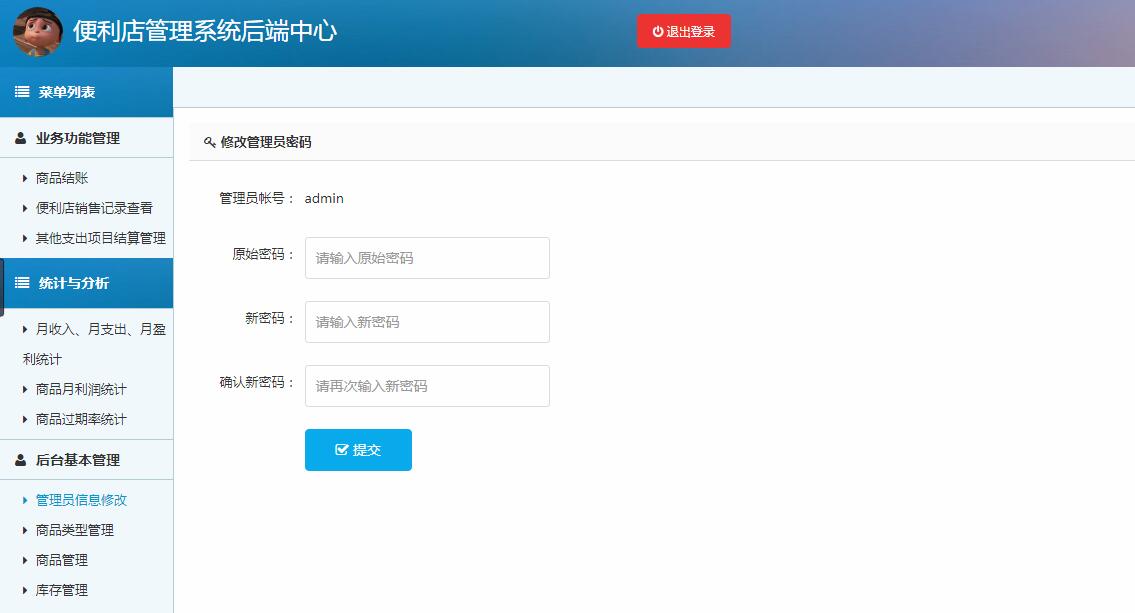 便利店管理系统后端中心
退出登录
菜单列表
业务功能管理
商品结账
便利店销售记录查看
其他支出项目结算管理
统计与分析
月收入、月支出、月盈
利统计
商品月利润统计
商品过期率统计
后台基本管理
管理员信息修改
商品类型管理
商品管理
库存管理
修改管理员密码
管理员帐号： admin
原始密码： 请输入原始密码
新密码： 请输入新密码
确认新密码： 请再次输入新密码
提交